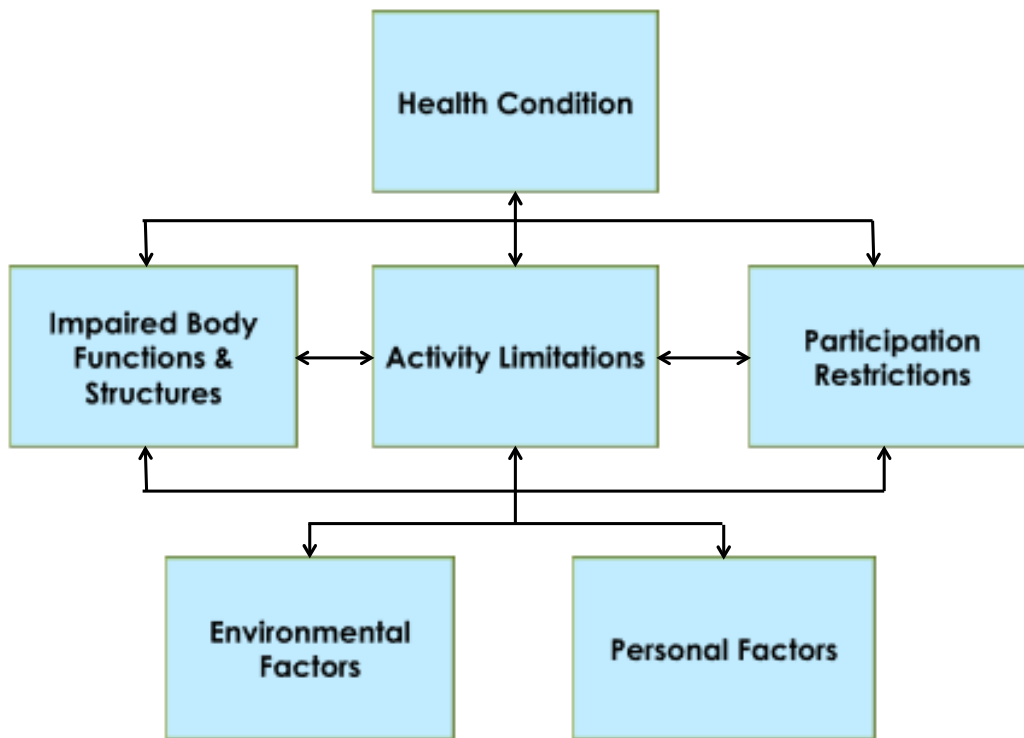 Health Condition
Impaired Body
Functions &
Structures
Activity Limitations
Participation
Restrictions
Environmental
Factors
Personal Factors